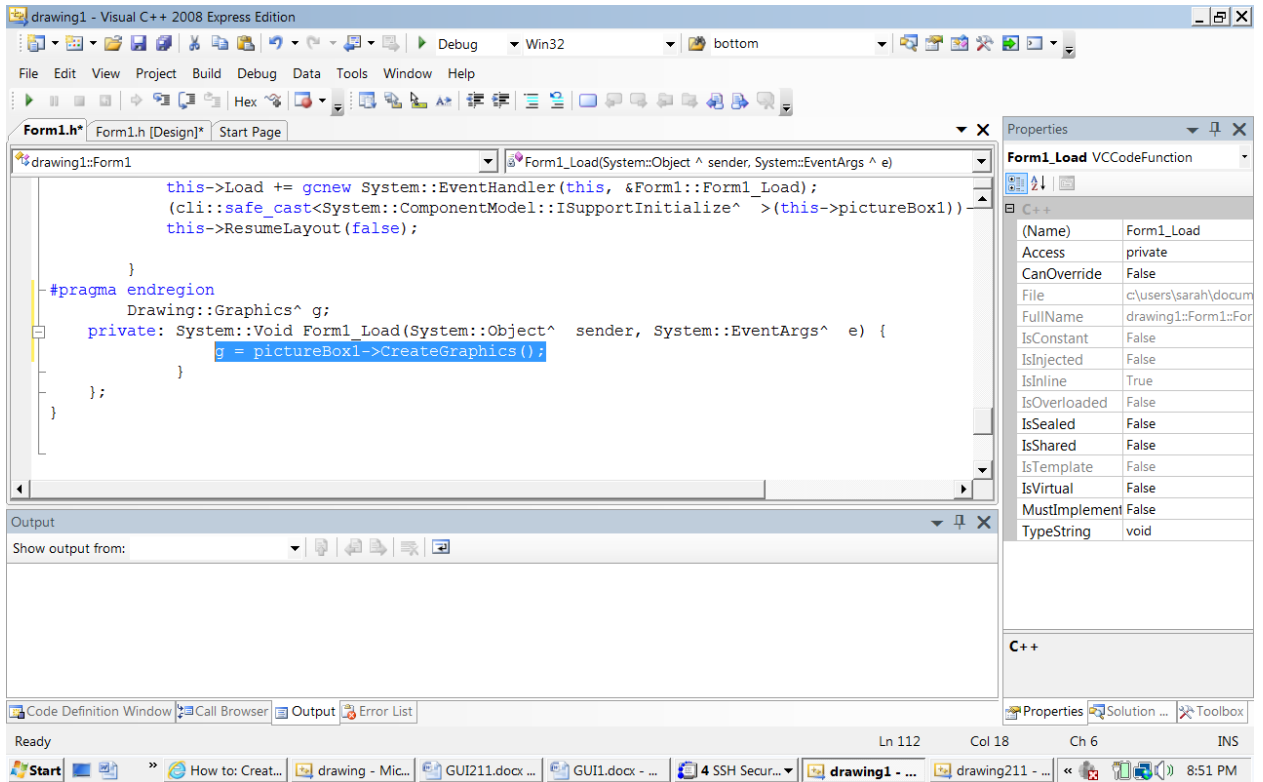 drawing1 - Visual C++ 2008 Express Edition
Debug Win32 bottom
File Edit View Project Build Debug Data Tools Window Help
Hex
Form1.h* Form1.h [Design]* Start Page
drawing1::Form1 Form1_Load(System::Object ^ sender, System::EventArgs ^ e)
this->Load += gcnew System::EventHandler(this, &Form1::Form1_Load);
(cli::safe_cast<System::ComponentModel::ISupportInitialize^  >(this->pictureBox1))-
this->ResumeLayout(false);
}
#pragma endregion
Drawing::Graphics^ g;
private: System::Void Form1_Load(System::Object^  sender, System::EventArgs^  e) {
g = pictureBox1->CreateGraphics();
}
};
}
Properties
Form1_Load VCCodeFunction
C++
(Name) Form1_Load
Access private
CanOverride False
File c:\users\sarah\docum
FullName drawing1::Form1::For
IsConstant False
IsInjected False
IsInline True
IsOverloaded False
IsSealed False
IsShared False
IsTemplate False
IsVirtual False
MustImplement False
TypeString void
C++
Output
Show output from:
Code Definition Window Call Browser Output Error List
Properties Solution ... Toolbox
Ready Ln 112 Col 18 Ch 6 INS
Start » How to: Creat... drawing - Mic... GUI211.docx ... GUI1.docx - ... 4 SSH Secur... drawing1 - ... drawing211 - ... « 8:51 PM